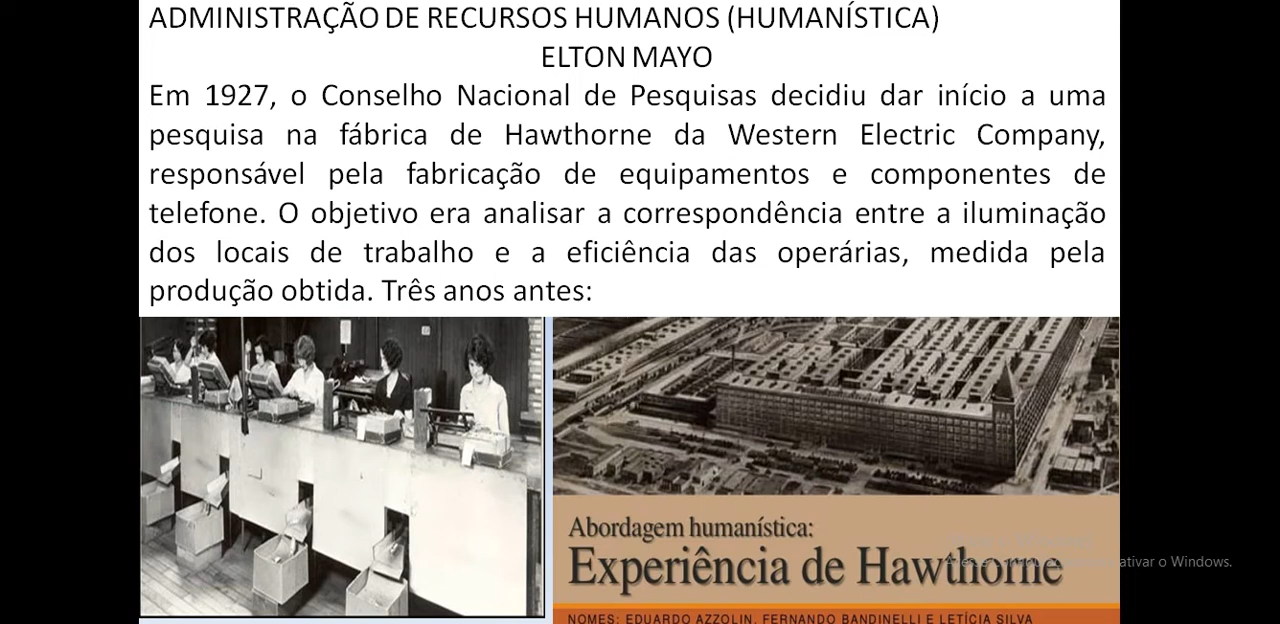 ADMINISTRAÇÃO DE RECURSOS HUMANOS (HUMANÍSTICA)
ELTON MAYO
Em 1927, o Conselho Nacional de Pesquisas decidiu dar início a uma
pesquisa na fábrica de Hawthorne da Western Electric Company,
responsável pela fabricação de equipamentos e componentes de
telefone. O objetivo era analisar a correspondência entre a iluminação
dos locais de trabalho e a eficiência das operárias, medida pela
produção obtida. Três anos antes:
Abordagem humanística:
Experiência de Hawthorne
ativar o Windows.
NOMES: EDUARDO AZZOLIN, FERNANDO BANDINELLI E LETÍCIA SILVA